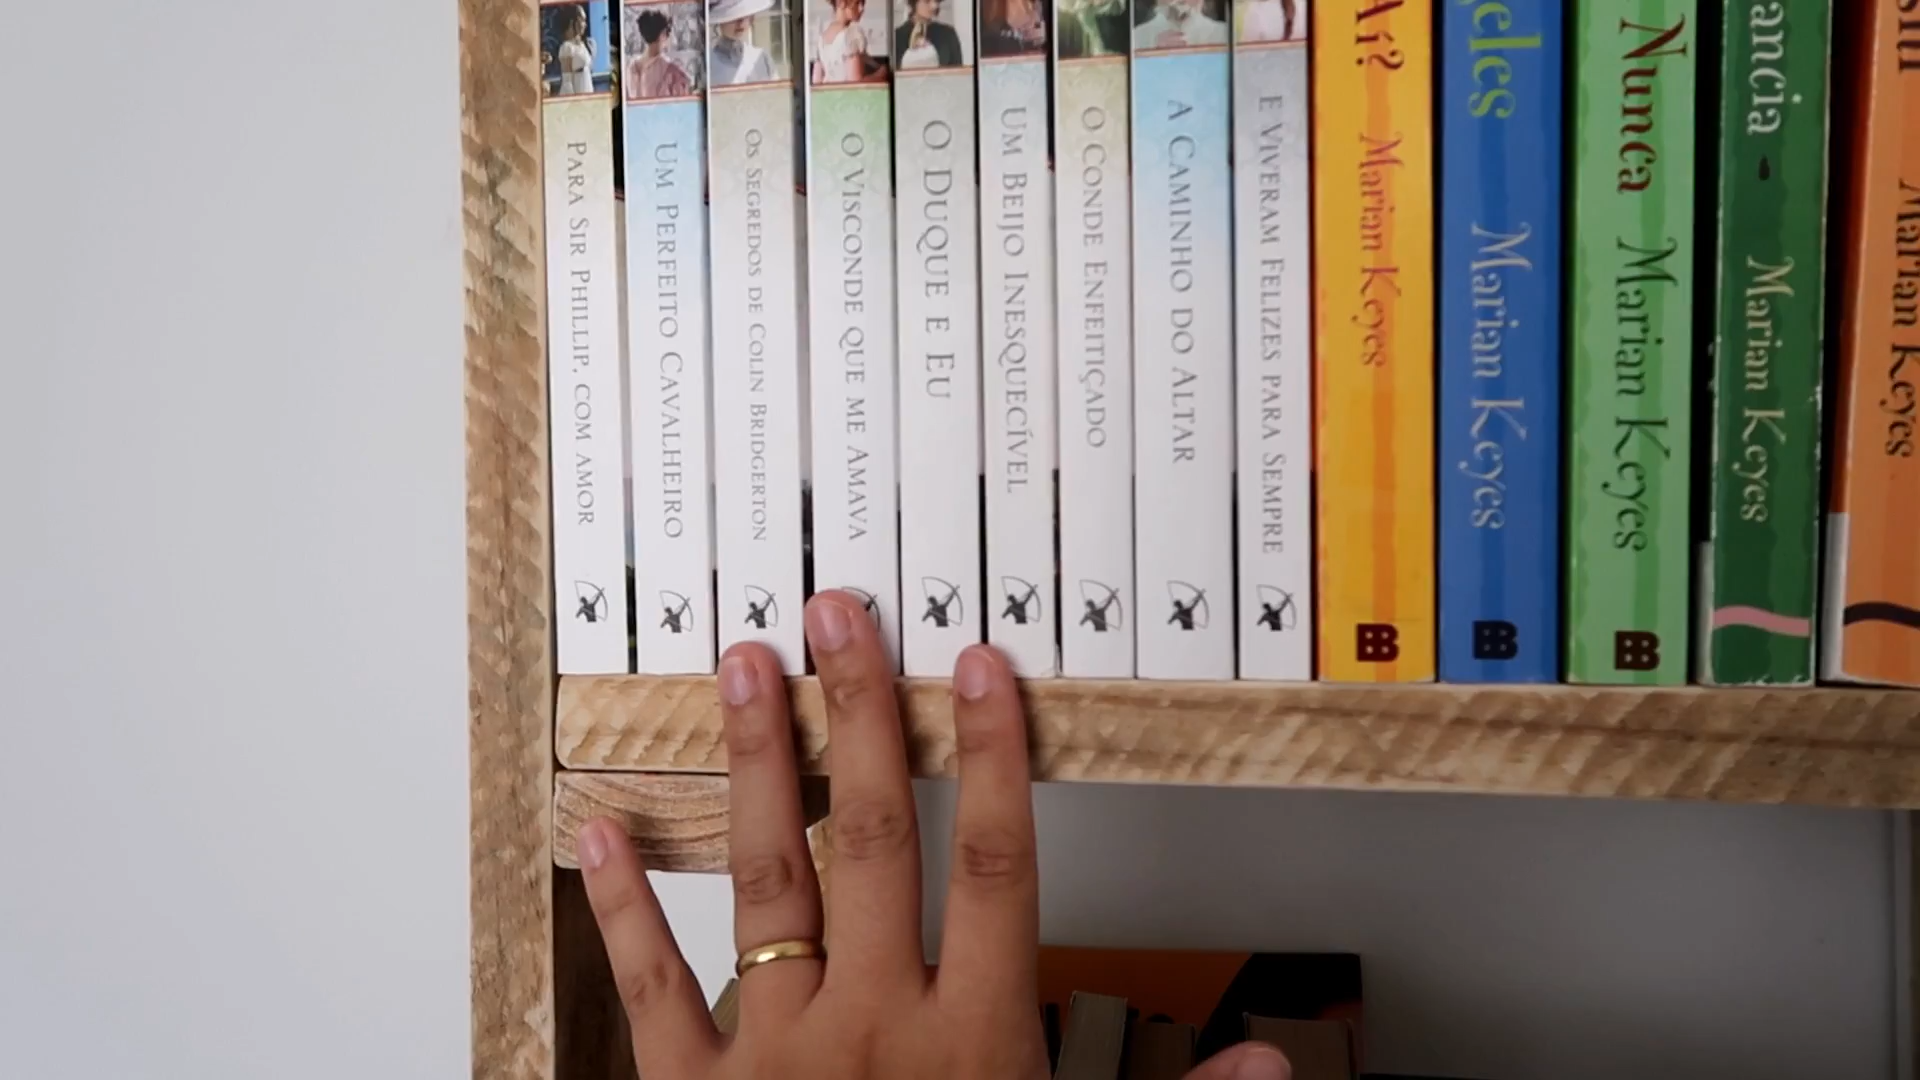 PARA SIR PHILLIP, COM AMOR
UM PERFEITO CAVALHEIRO
OS SEGREDOS DE COLIN BRIDGERTON
O VISCONDE QUE ME AMAVA
O DUQUE E EU
UM BEIJO INESQUECÍVEL
O CONDE ENFEITIÇADO
A CAMINHO DO ALTAR
E VIVERAM FELIZES PARA SEMPRE
Aí? Marian Keyes
B
Marian Keyes
B
Nunca Marian Keyes
B
Marian Keyes
Marian Keyes